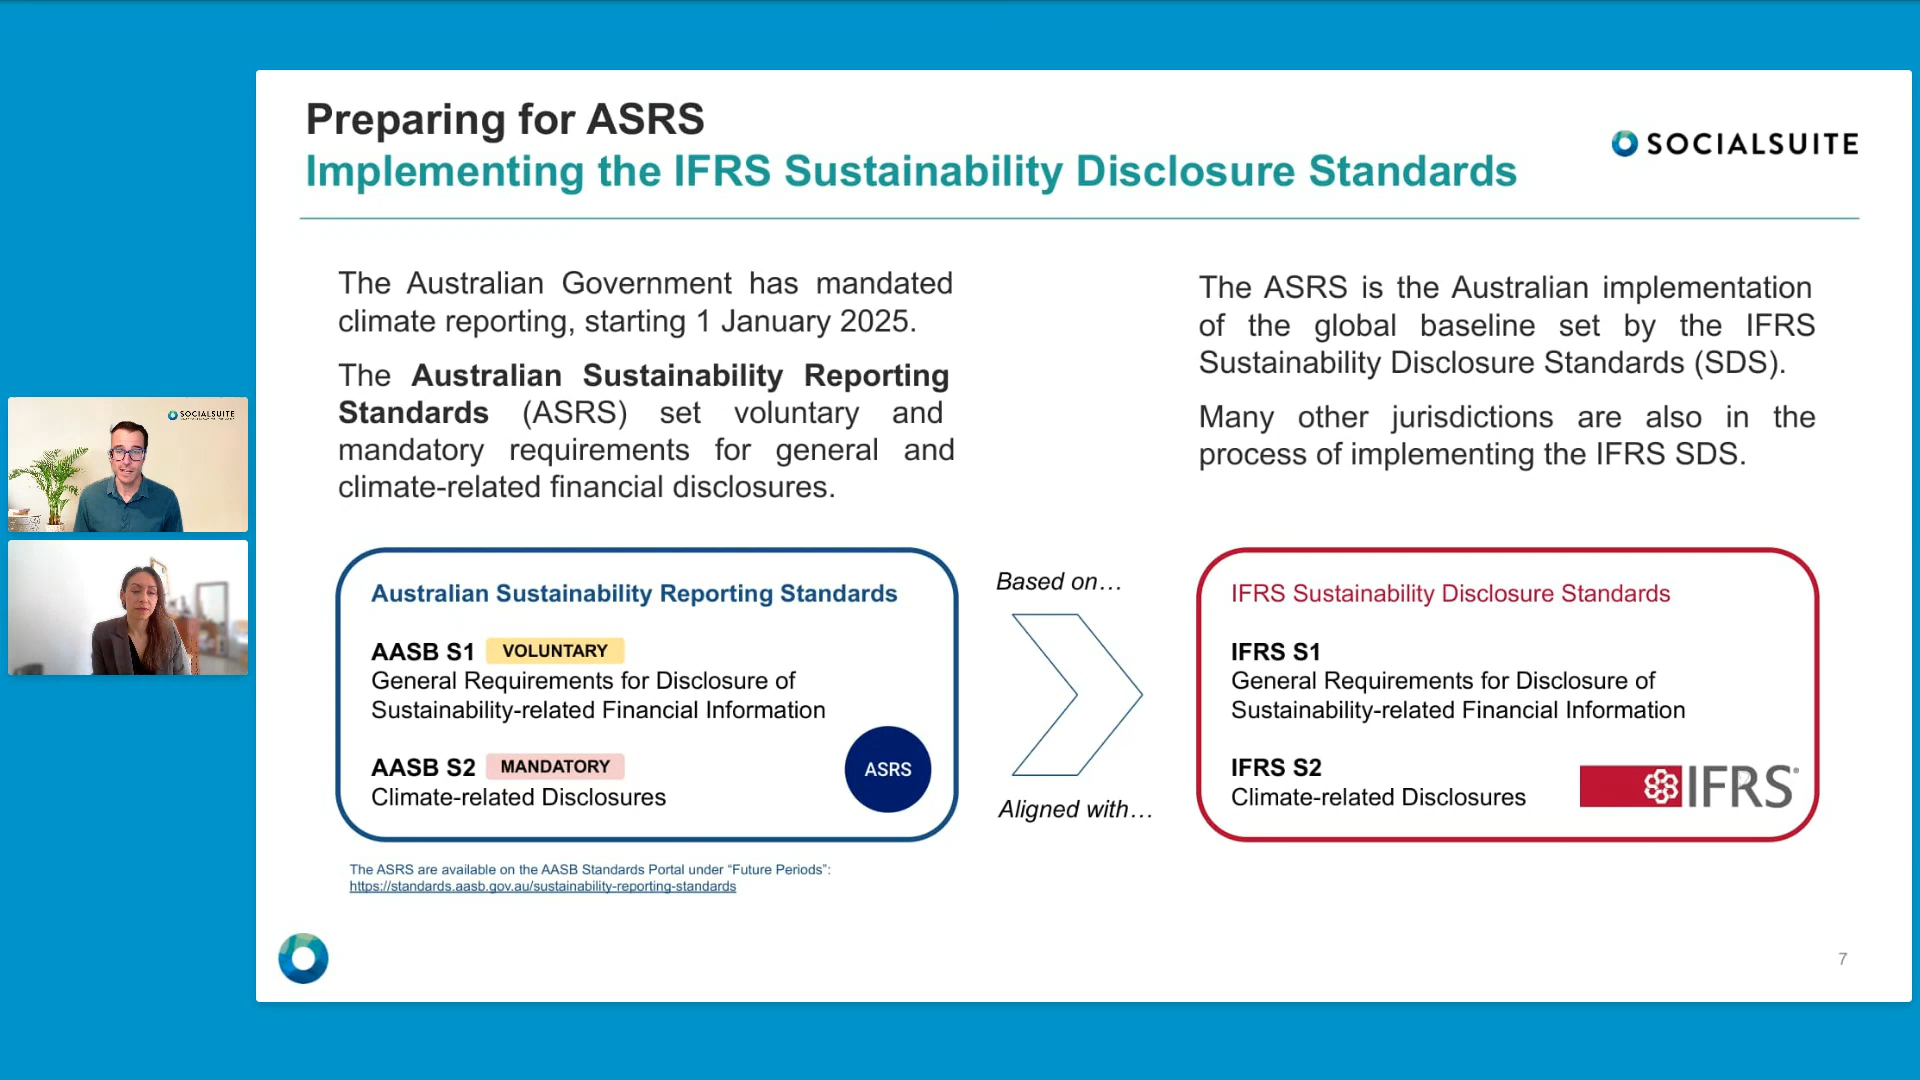 Preparing for ASRS
Implementing the IFRS Sustainability Disclosure Standards
SOCIALSUITE
The Australian Government has mandated
climate reporting, starting 1 January 2025.
The Australian Sustainability Reporting
Standards (ASRS) set voluntary and
mandatory requirements for general and
climate-related financial disclosures.
The ASRS is the Australian implementation
of the global baseline set by the IFRS
Sustainability Disclosure Standards (SDS).
Many other jurisdictions are also in the
process of implementing the IFRS SDS.
SOCIALSUITE
Australian Sustainability Reporting Standards
AASB S1 VOLUNTARY
General Requirements for Disclosure of
Sustainability-related Financial Information
AASB S2 MANDATORY
Climate-related Disclosures
ASRS
Based on…
Aligned with…
IFRS Sustainability Disclosure Standards
IFRS S1
General Requirements for Disclosure of
Sustainability-related Financial Information
IFRS S2
Climate-related Disclosures
IFRS®
The ASRS are available on the AASB Standards Portal under “Future Periods”:
https://standards.aasb.gov.au/sustainability-reporting-standards
7